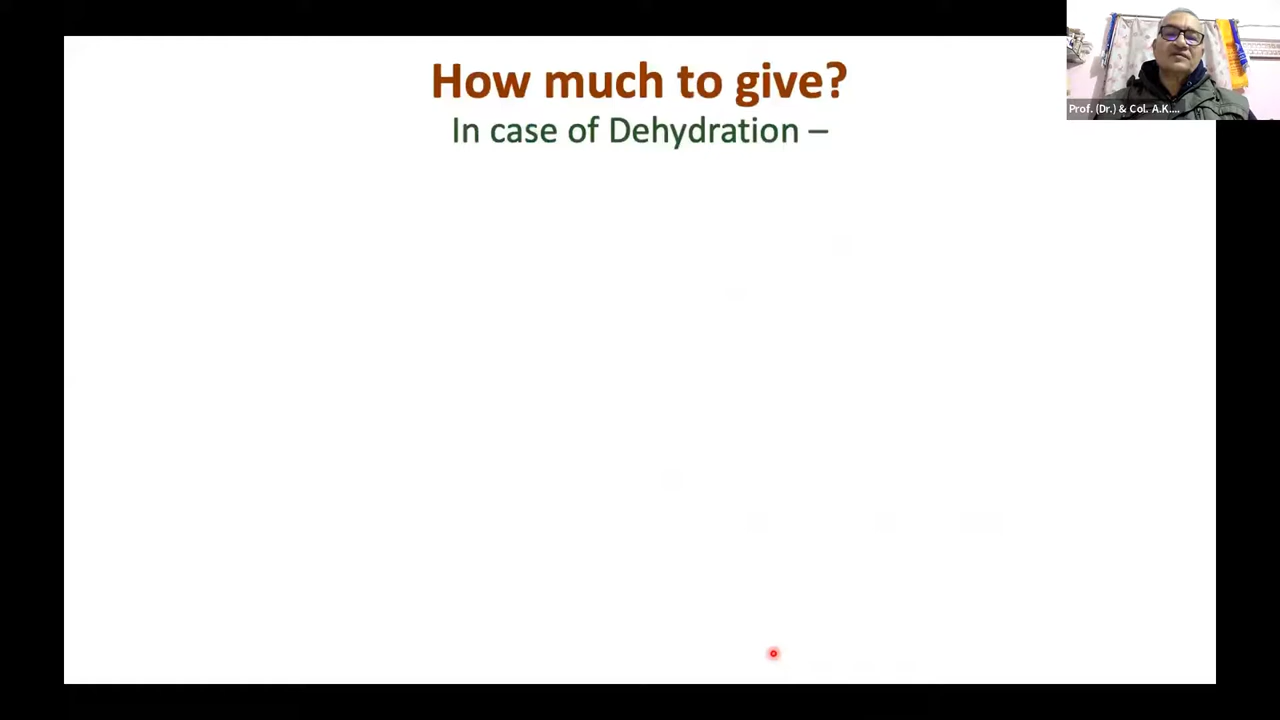 How much to give?
In case of Dehydration –
Prof. (Dr.) & Col. A.K....